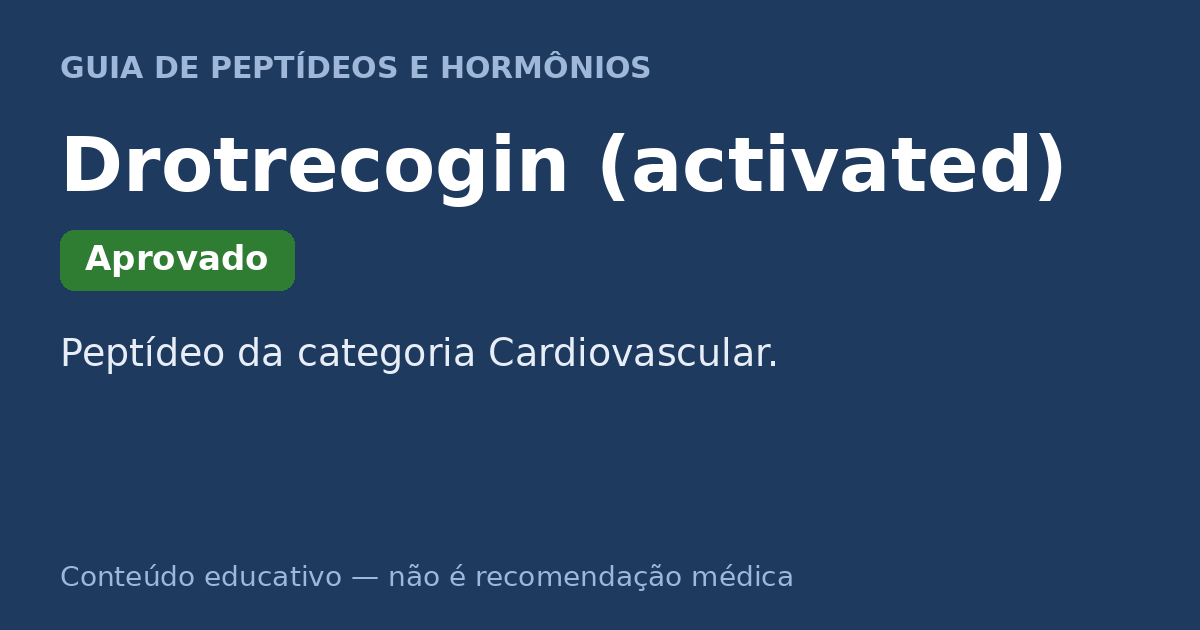 GUIA DE PEPTÍDEOS E HORMÔNIOS
Drotrecogin (activated)
Aprovado
Peptídeo da categoria Cardiovascular.
Conteúdo educativo — não é recomendação médica